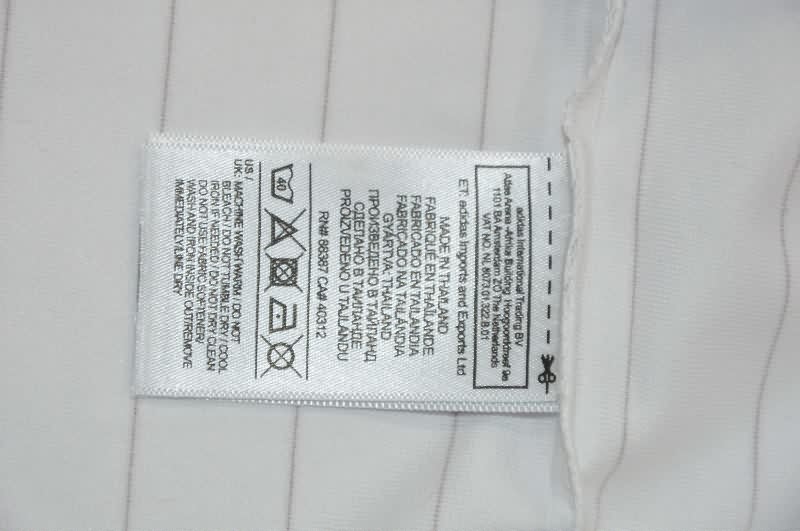 adidas International Trading BV
Atlas Arena -Afrika Building Hoogoorddreef 9a
1101 BA Amsterdam ZO The Netherlands
VAT NO. NL 8073.01.322.B.01
ET: adidas Imports and Exports Ltd
MADE IN THAILAND
FABRIQUÉ EN THAÏLANDE
FABRICADO EN TAILANDIA
FABRICADO NA TAILÂNDIA
GYÁRTVA: THAILAND
ПРОИЗВЕДЕНО В ТАЙЛАНД
СДЕЛАНО В ТАИЛАНДЕ
PROIZVEDENO U TAJLANDU
RN# 88387 CA# 40312
40
US /
UK: MACHINE WASH WARM / DO NOT
BLEACH / DO NOT TUMBLE DRY / COOL
IRON IF NEEDED / DO NOT DRY CLEAN
DO NOT USE FABRIC SOFTENER/
WASH AND IRON INSIDE OUT/REMOVE
IMMEDIATELY/LINE DRY